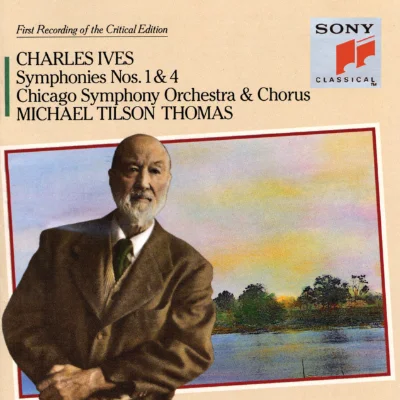 First Recording of the Critical Edition
SONY
CLASSICAL
CHARLES IVES
Symphonies Nos. 1 & 4
Chicago Symphony Orchestra & Chorus
MICHAEL TILSON THOMAS